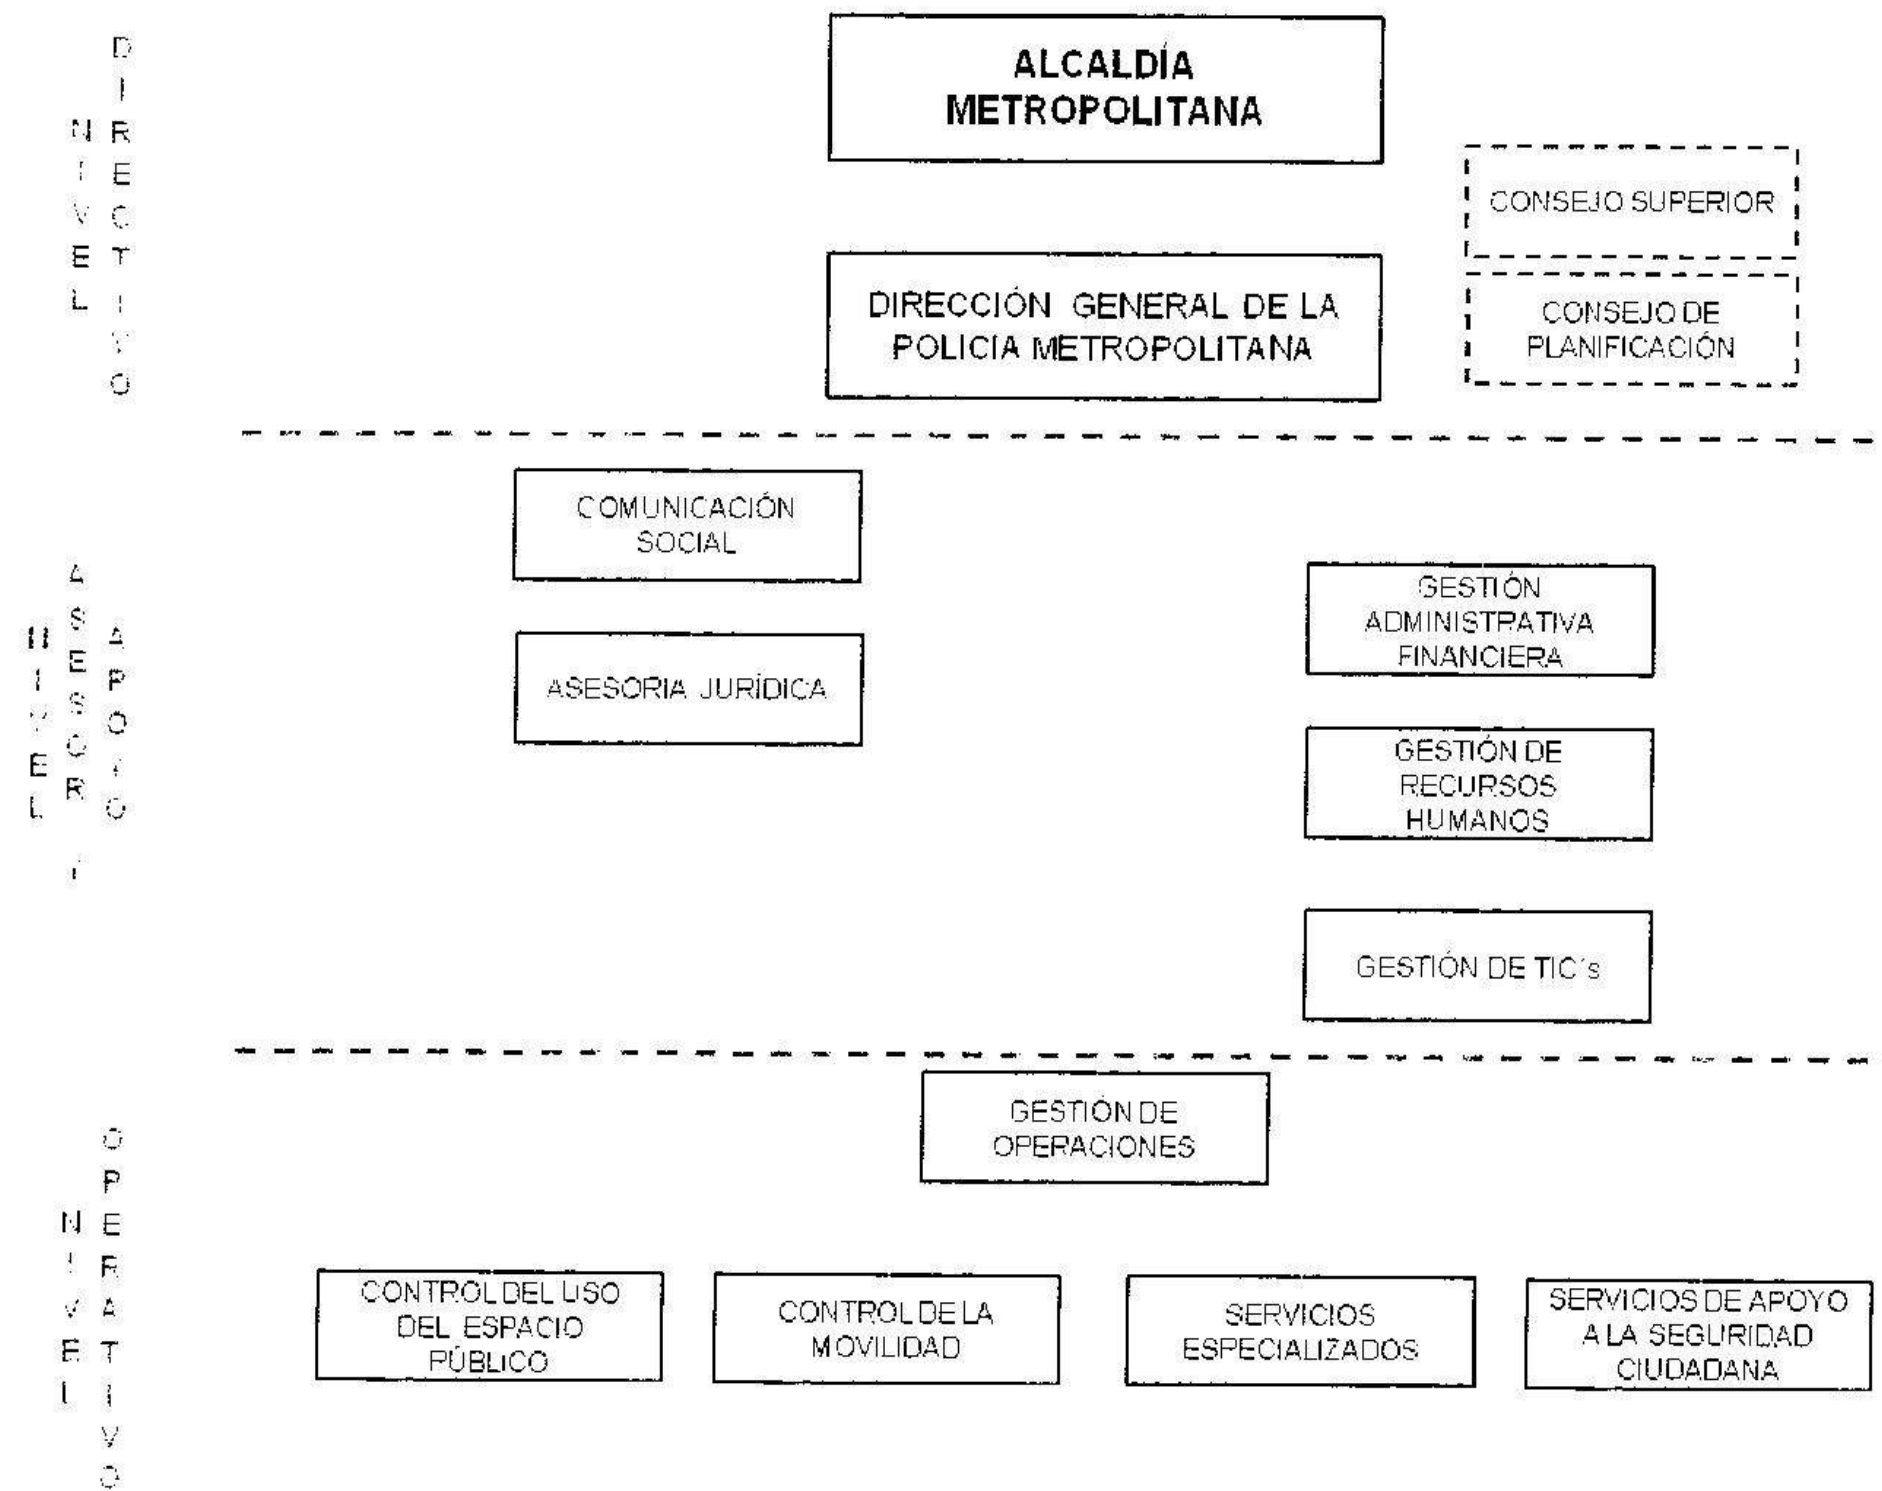 NIVEL DIRECTIVO
ALCALDÍA
METROPOLITANA
CONSEJO SUPERIOR
DIRECCIÓN GENERAL DE LA
POLICÍA METROPOLITANA
CONSEJO DE
PLANIFICACIÓN
NIVEL ASESOR Y APOYO
COMUNICACIÓN
SOCIAL
ASESORIA JURÍDICA
GESTIÓN
ADMINISTRATIVA
FINANCIERA
GESTIÓN DE
RECURSOS
HUMANOS
GESTIÓN DE TIC´s
NIVEL OPERATIVO
GESTIÓN DE
OPERACIONES
CONTROL DEL USO
DEL ESPACIO
PÚBLICO
CONTROL DE LA
MOVILIDAD
SERVICIOS
ESPECIALIZADOS
SERVICIOS DE APOYO
A LA SEGURIDAD
CIUDADANA